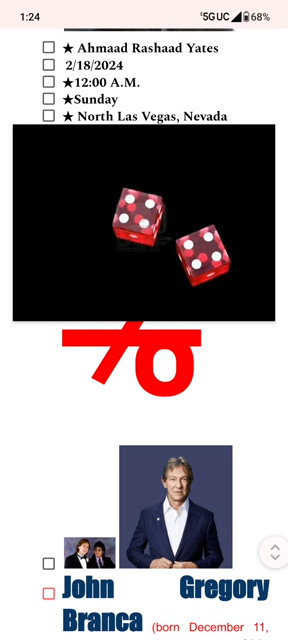 1:24
5G UC 68%
★ Ahmaad Rashaad Yates
2/18/2024
★12:00 A.M.
★Sunday
★ North Las Vegas, Nevada
%
John Gregory
Branca (born December 11,